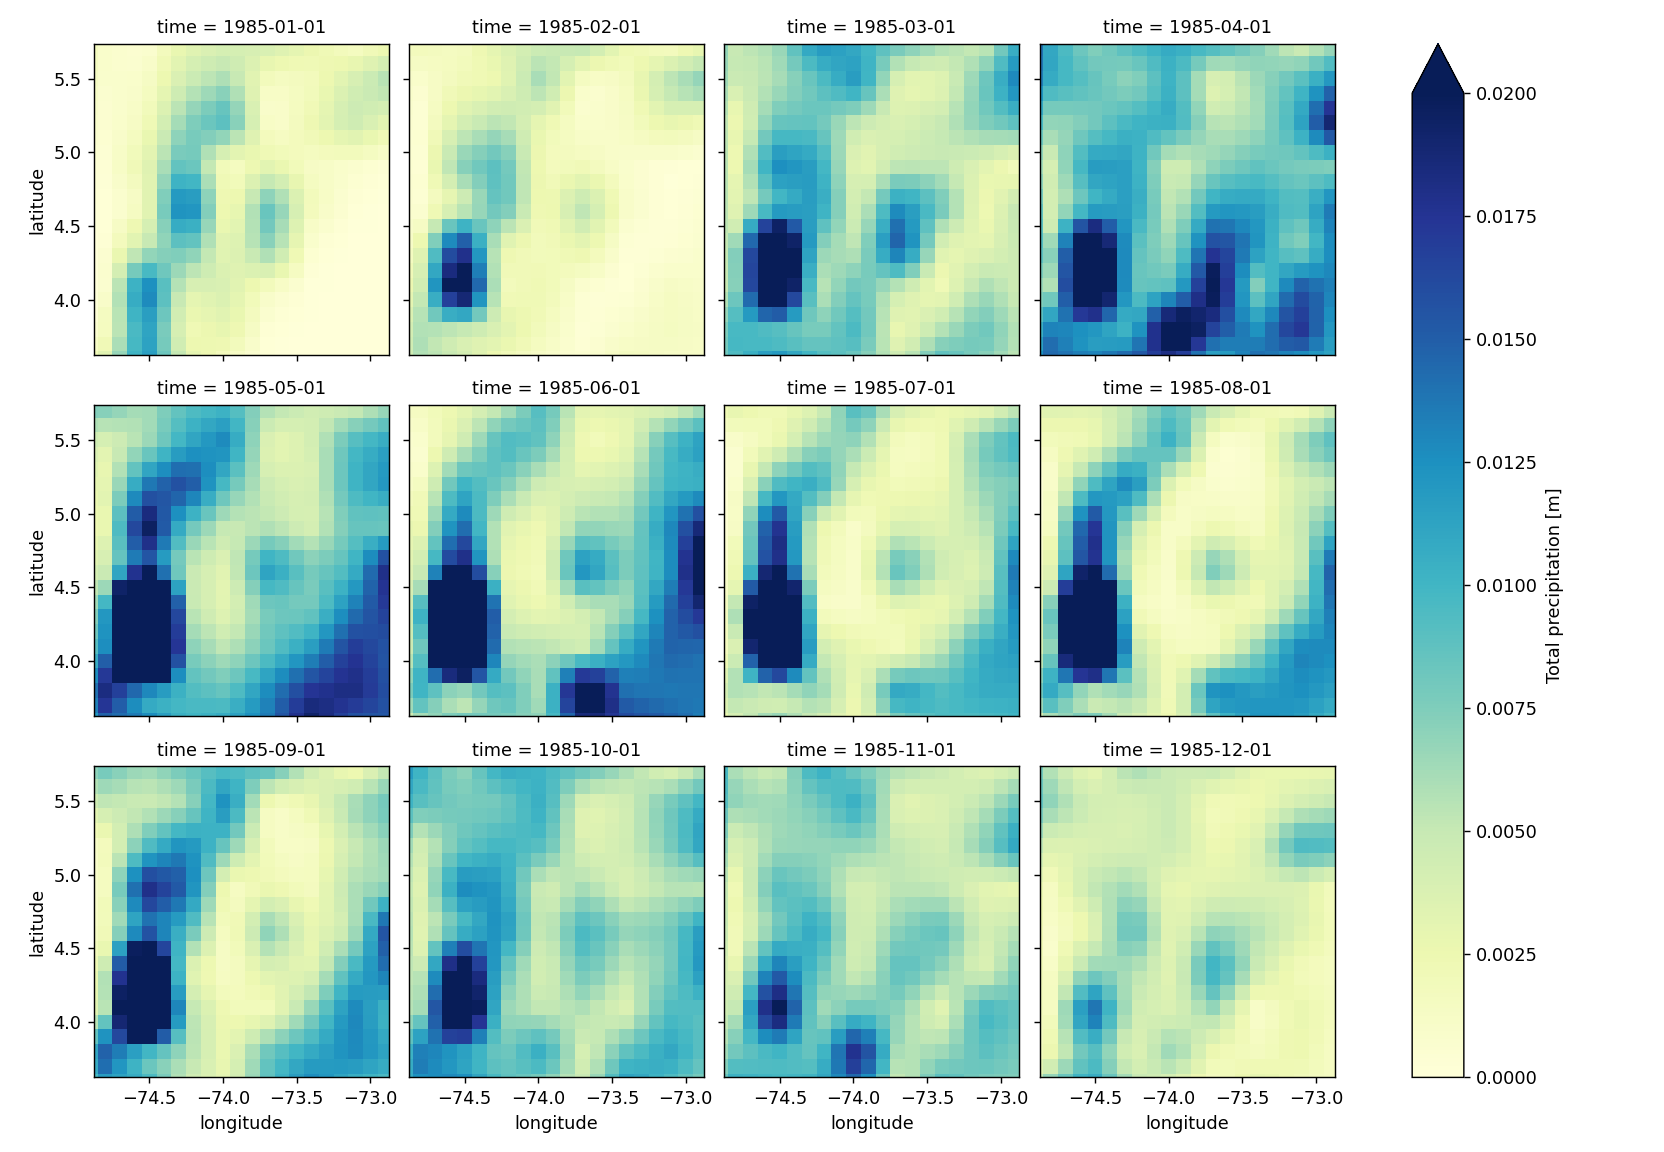 time = 1985-01-01
time = 1985-02-01
time = 1985-03-01
time = 1985-04-01
latitude
5.5
5.0
4.5
4.0
time = 1985-05-01
time = 1985-06-01
time = 1985-07-01
time = 1985-08-01
latitude
5.5
5.0
4.5
4.0
time = 1985-09-01
time = 1985-10-01
time = 1985-11-01
time = 1985-12-01
latitude
5.5
5.0
4.5
4.0
−74.5 −74.0 −73.5 −73.0
−74.5 −74.0 −73.5 −73.0
−74.5 −74.0 −73.5 −73.0
−74.5 −74.0 −73.5 −73.0
longitude
longitude
longitude
longitude
0.0200
0.0175
0.0150
0.0125
0.0100
0.0075
0.0050
0.0025
0.0000
Total precipitation [m]